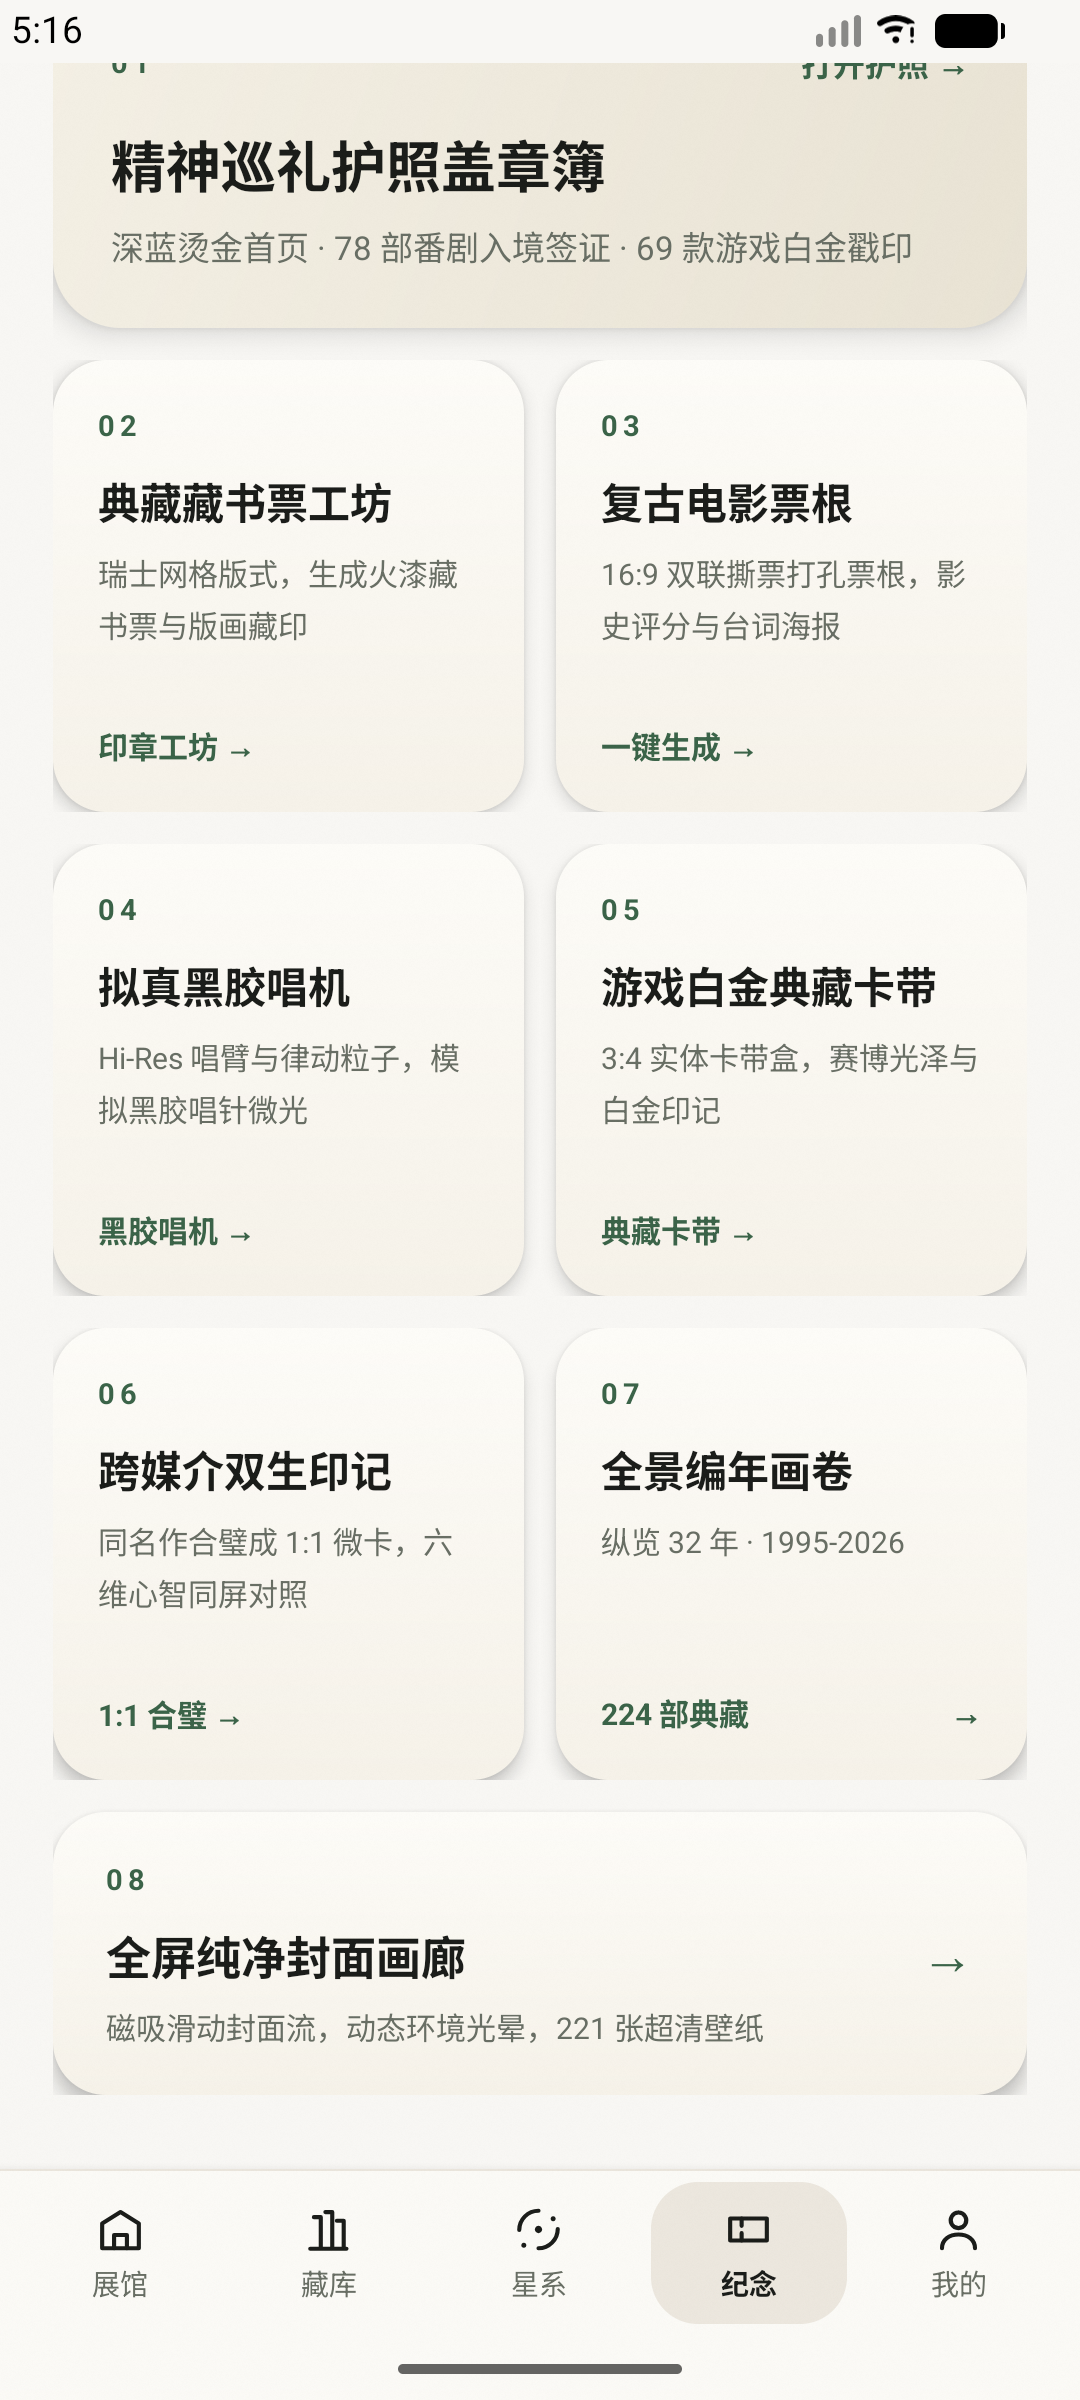 5:16
01
打开护照 →
精神巡礼护照盖章簿
深蓝烫金首页 · 78 部番剧入境签证 · 69 款游戏白金戳印
02
典藏藏书票工坊
瑞士网格版式，生成火漆藏
书票与版画藏印
印章工坊 →
03
复古电影票根
16:9 双联撕票打孔票根，影
史评分与台词海报
一键生成 →
04
拟真黑胶唱机
Hi-Res 唱臂与律动粒子，模
拟黑胶唱针微光
黑胶唱机 →
05
游戏白金典藏卡带
3:4 实体卡带盒，赛博光泽与
白金印记
典藏卡带 →
06
跨媒介双生印记
同名作合璧成 1:1 微卡，六
维心智同屏对照
1:1 合璧 →
07
全景编年画卷
纵览 32 年 · 1995-2026
224 部典藏 →
08
全屏纯净封面画廊 →
磁吸滑动封面流，动态环境光晕，221 张超清壁纸
展馆
藏库
星系
纪念
我的